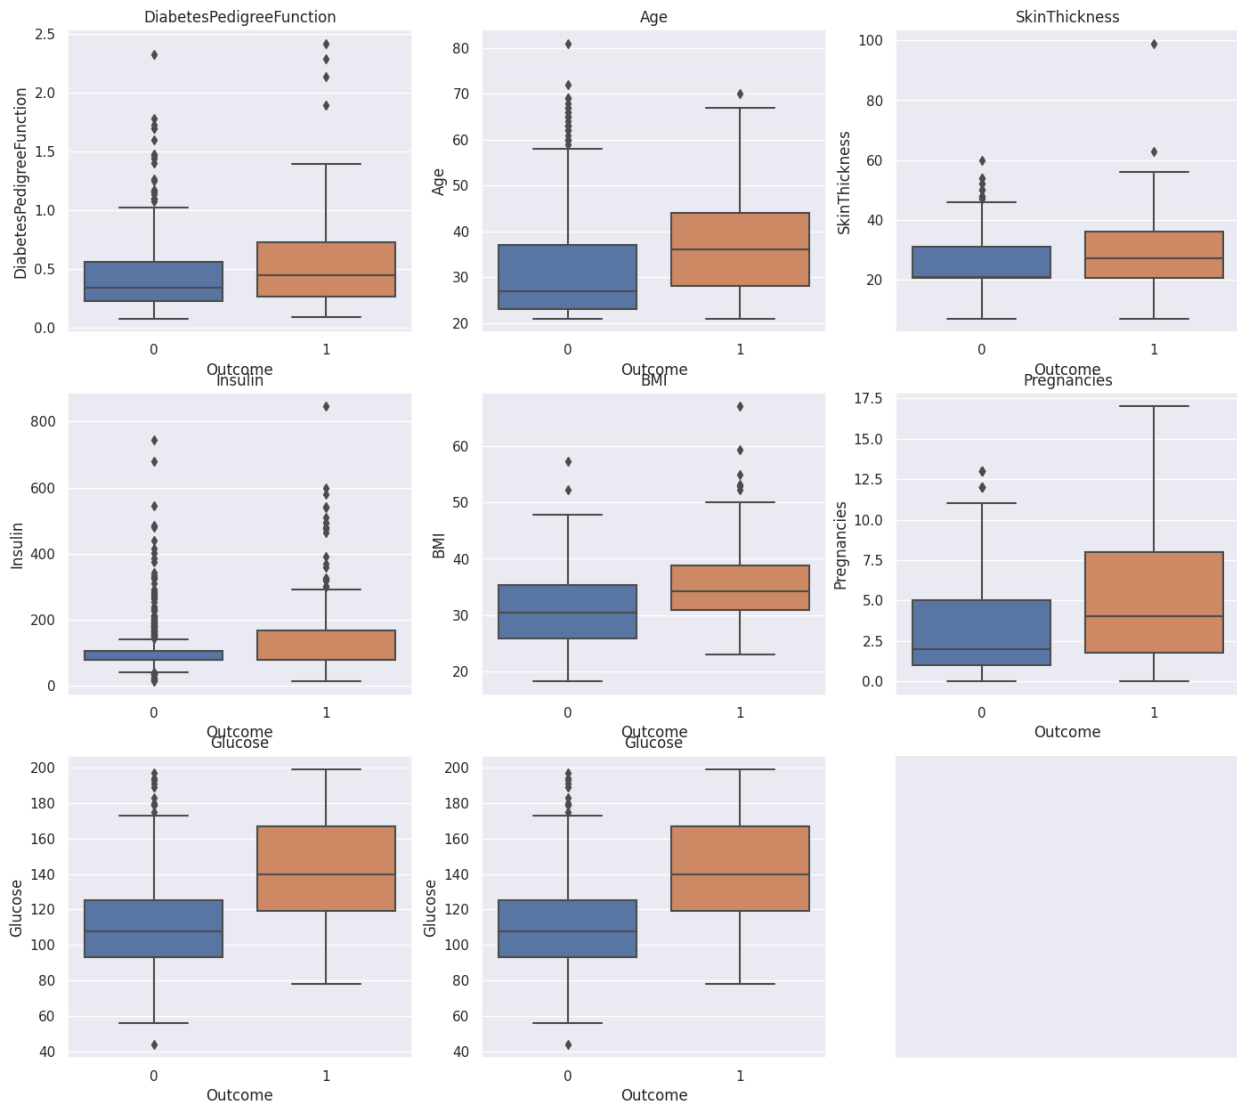 DiabetesPedigreeFunction
DiabetesPedigreeFunction
2.5
2.0
1.5
1.0
0.5
0.0
0 1
Outcome
Age
Age
80
70
60
50
40
30
20
0 1
Outcome
SkinThickness
SkinThickness
100
80
60
40
20
0 1
Outcome
Insulin
Insulin
800
600
400
200
0
0 1
Outcome
BMI
BMI
60
50
40
30
20
0 1
Outcome
Pregnancies
Pregnancies
17.5
15.0
12.5
10.0
7.5
5.0
2.5
0.0
0 1
Outcome
Glucose
Glucose
200
180
160
140
120
100
80
60
40
0 1
Outcome
Glucose
Glucose
200
180
160
140
120
100
80
60
40
0 1
Outcome